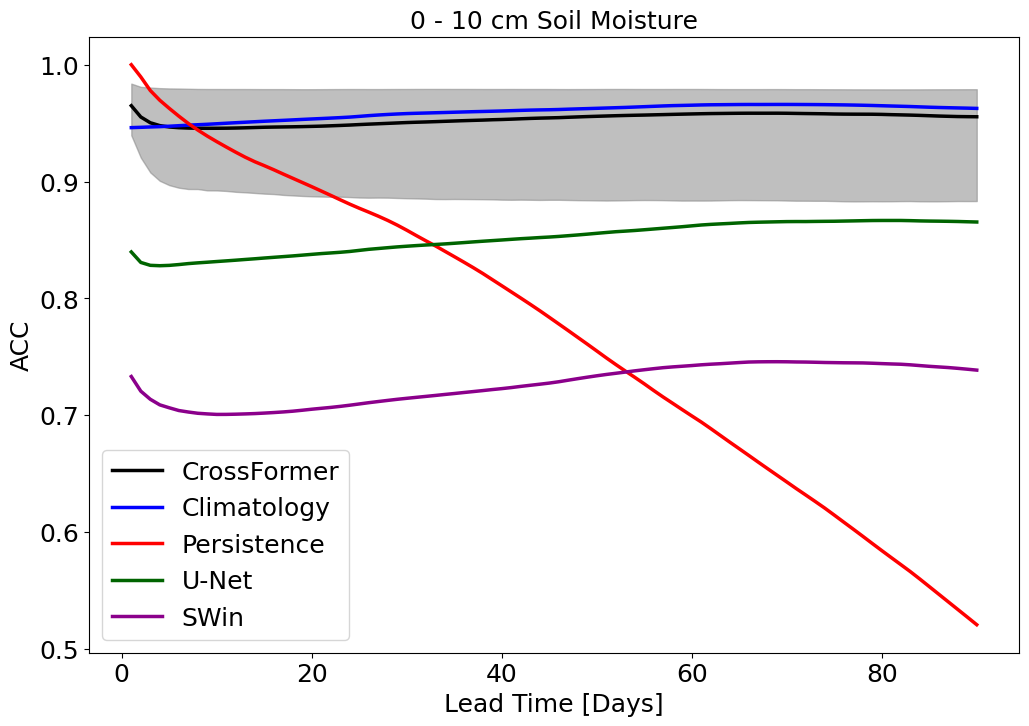 0 - 10 cm Soil Moisture
ACC
1.0
0.9
0.8
0.7
0.6
0.5
CrossFormer
Climatology
Persistence
U-Net
SWin
0 20 40 60 80
Lead Time [Days]